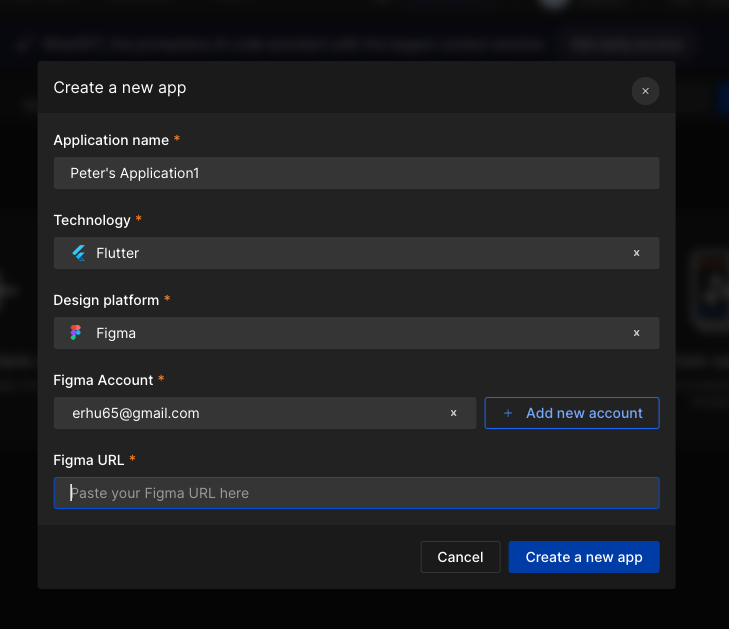 Create a new app
×
Application name *
Peter's Application1
Technology *
Flutter x
Design platform *
Figma x
Figma Account *
erhu65@gmail.com x + Add new account
Figma URL *
Paste your Figma URL here
Cancel Create a new app